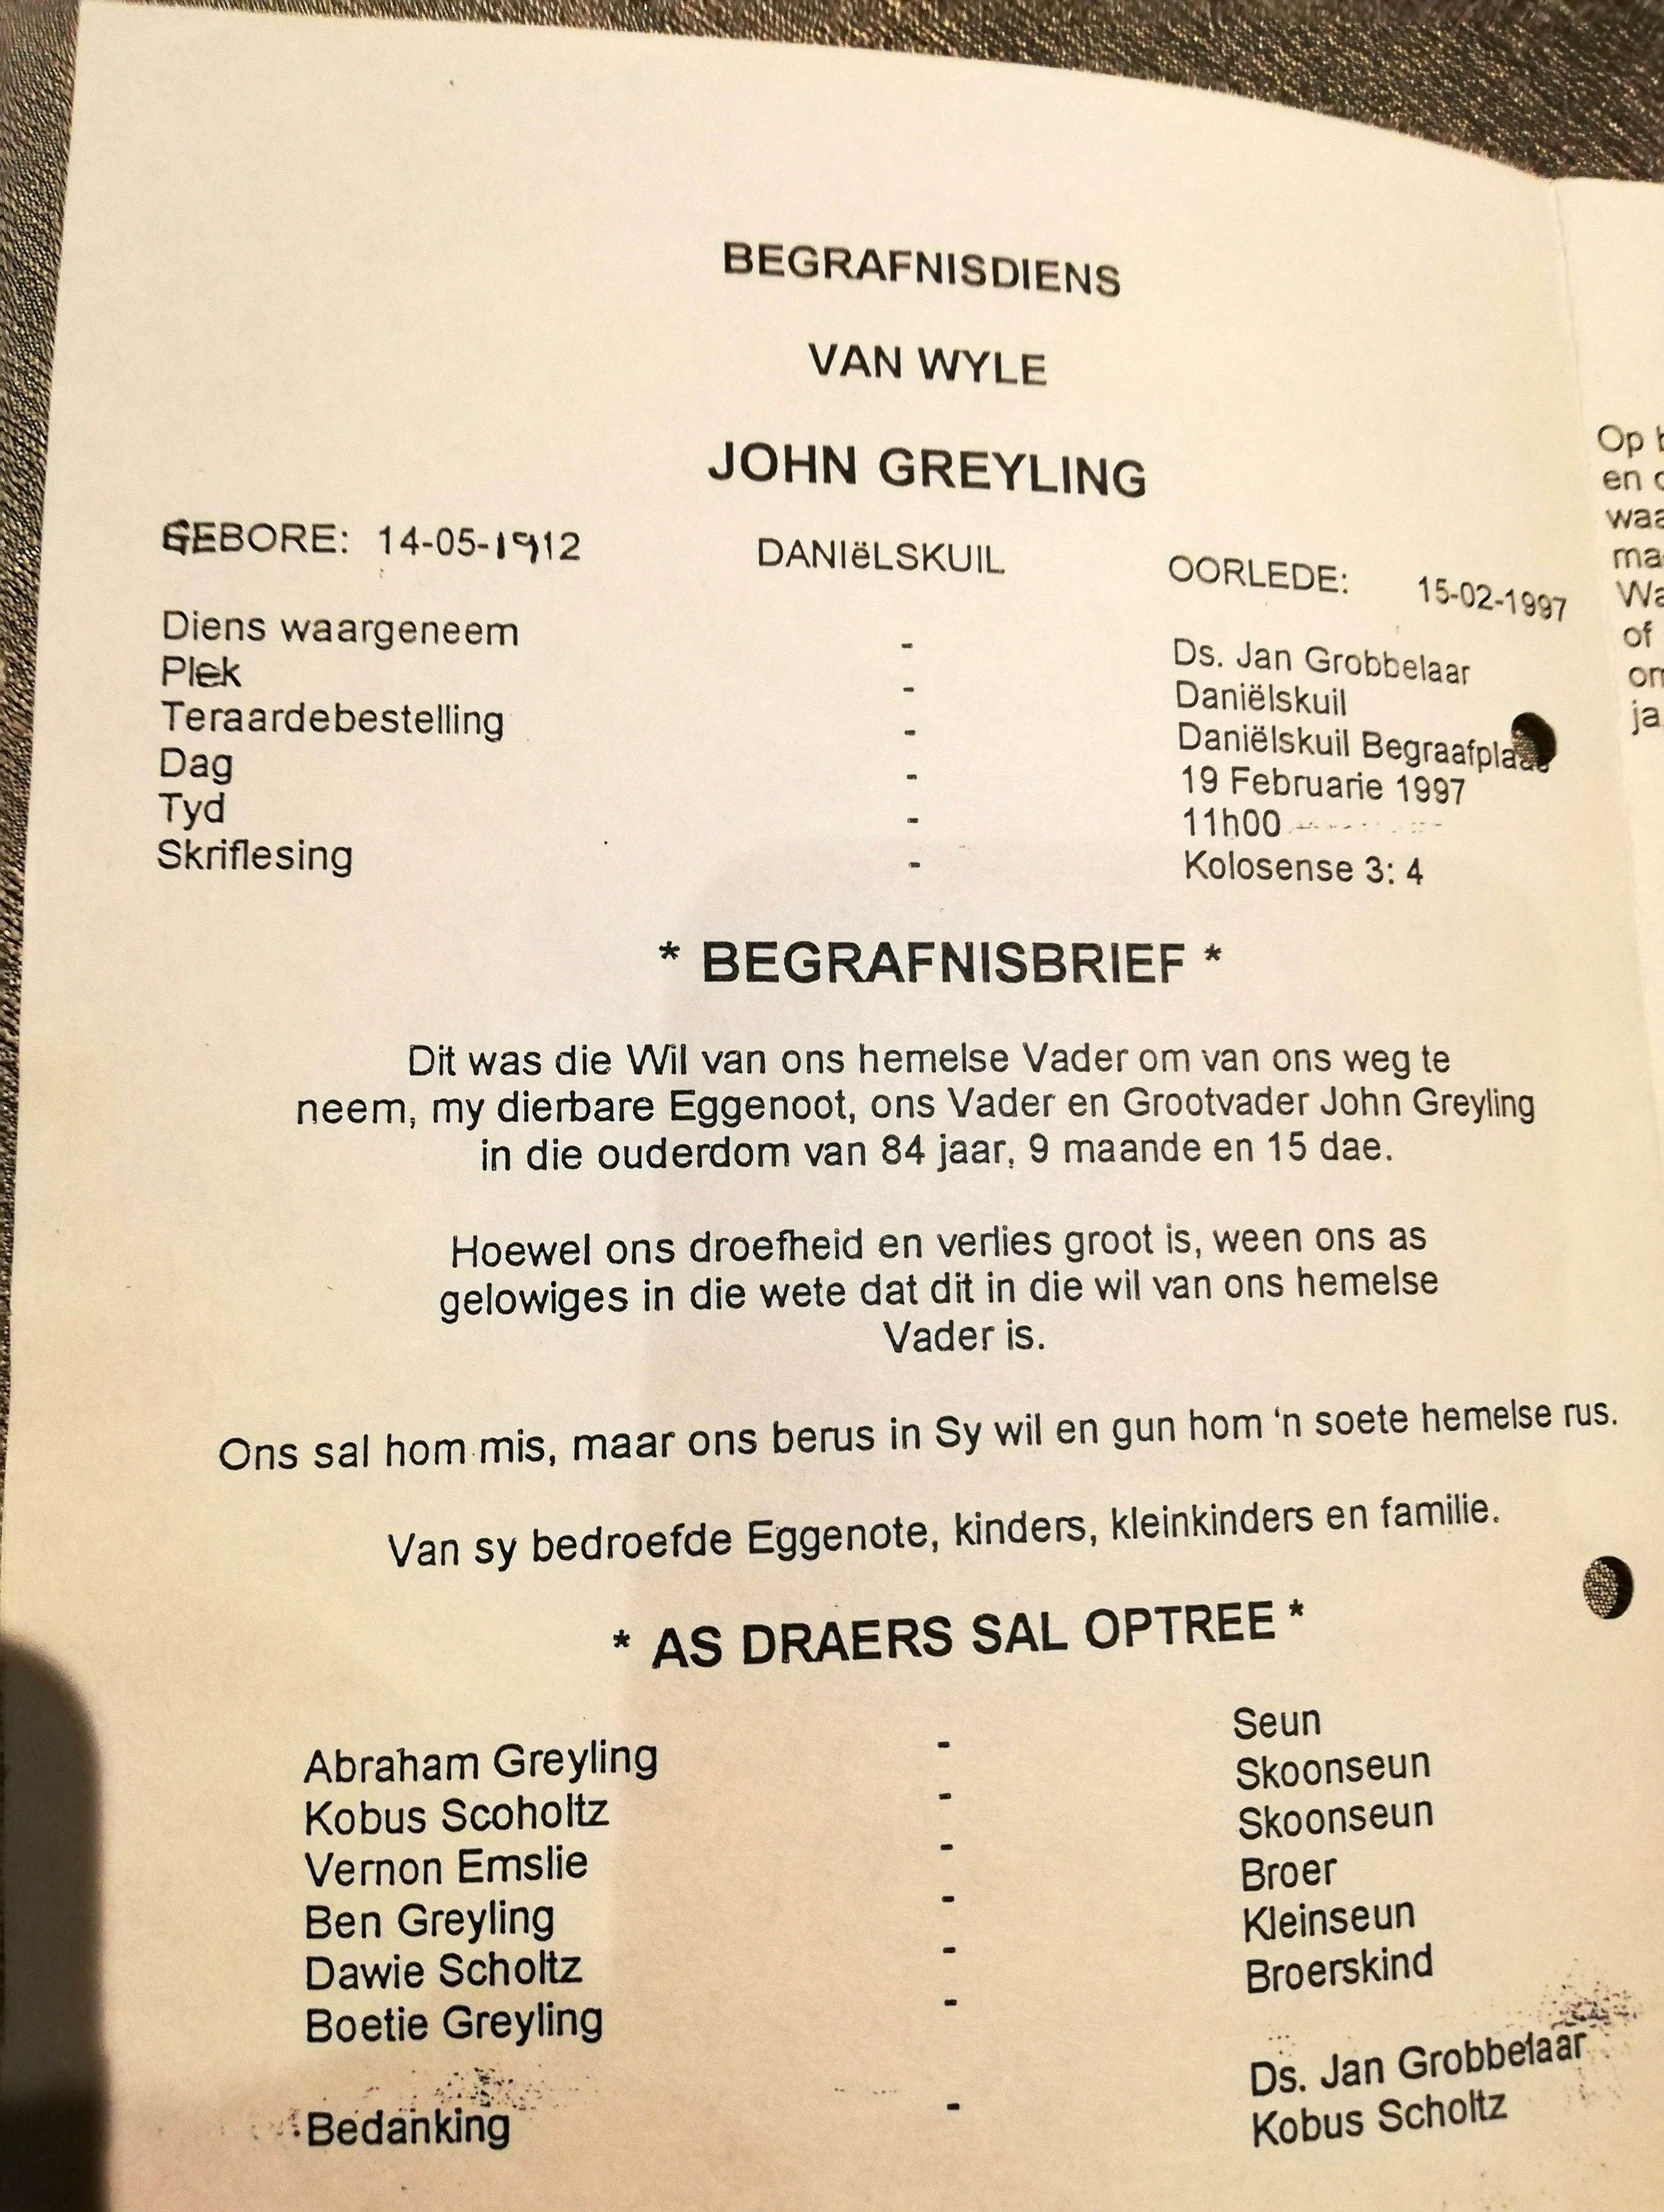 BEGRAFNISDIENS
VAN WYLE
JOHN GREYLING
GEBORE: 14-05-1912 DANIëLSKUIL OORLEDE: 15-02-1997
Diens waargeneem - Ds. Jan Grobbelaar
Plek - Daniëlskuil
Teraardebestelling - Daniëlskuil Begraafplaas
Dag - 19 Februarie 1997
Tyd - 11h00
Skriflesing - Kolosense 3: 4
* BEGRAFNISBRIEF *
Dit was die Wil van ons hemelse Vader om van ons weg te
neem, my dierbare Eggenoot, ons Vader en Grootvader John Greyling
in die ouderdom van 84 jaar, 9 maande en 15 dae.
Hoewel ons droefheid en verlies groot is, ween ons as
gelowiges in die wete dat dit in die wil van ons hemelse
Vader is.
Ons sal hom mis, maar ons berus in Sy wil en gun hom 'n soete hemelse rus.
Van sy bedroefde Eggenote, kinders, kleinkinders en familie.
* AS DRAERS SAL OPTREE *
Abraham Greyling - Seun
Kobus Scoholtz - Skoonseun
Vernon Emslie - Skoonseun
Ben Greyling - Broer
Dawie Scholtz - Kleinseun
Boetie Greyling - Broerskind
Ds. Jan Grobbelaar
Bedanking - Kobus Scholtz
Op
en
of